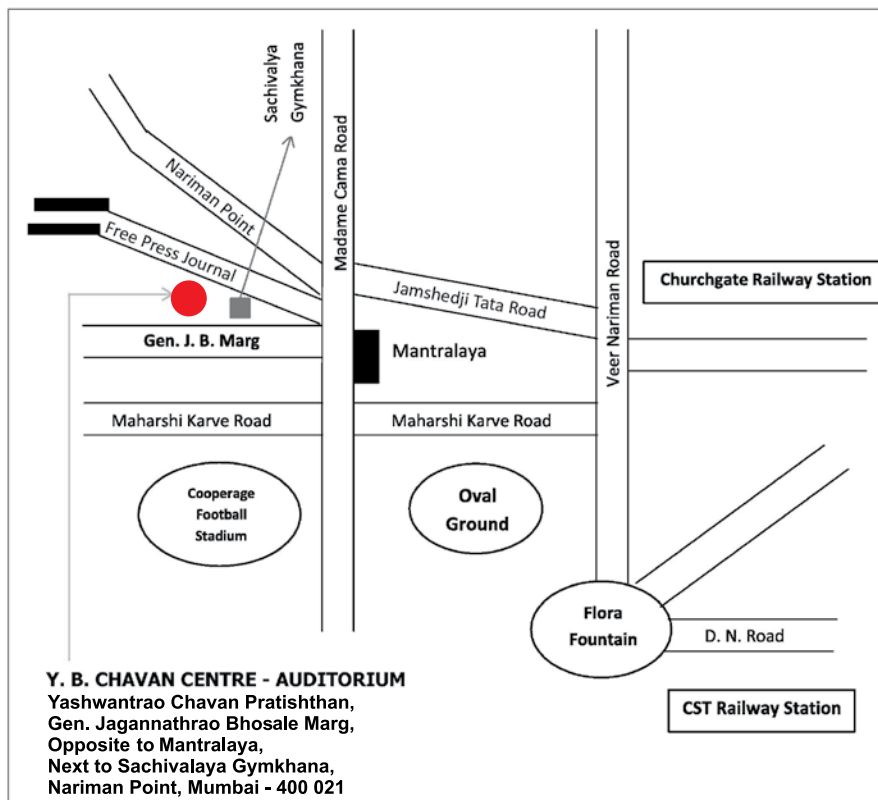 Sachivalya
Gymkhana
Madame Cama Road
Nariman Point
Free Press Journal
Jamshedji Tata Road
Veer Nariman Road
Churchgate Railway Station
Gen. J. B. Marg
Mantralaya
Maharshi Karve Road
Maharshi Karve Road
Cooperage
Football
Stadium
Oval
Ground
Flora
Fountain
D. N. Road
CST Railway Station
Y. B. CHAVAN CENTRE - AUDITORIUM
Yashwantrao Chavan Pratishthan,
Gen. Jagannathrao Bhosale Marg,
Opposite to Mantralaya,
Next to Sachivalaya Gymkhana,
Nariman Point, Mumbai - 400 021